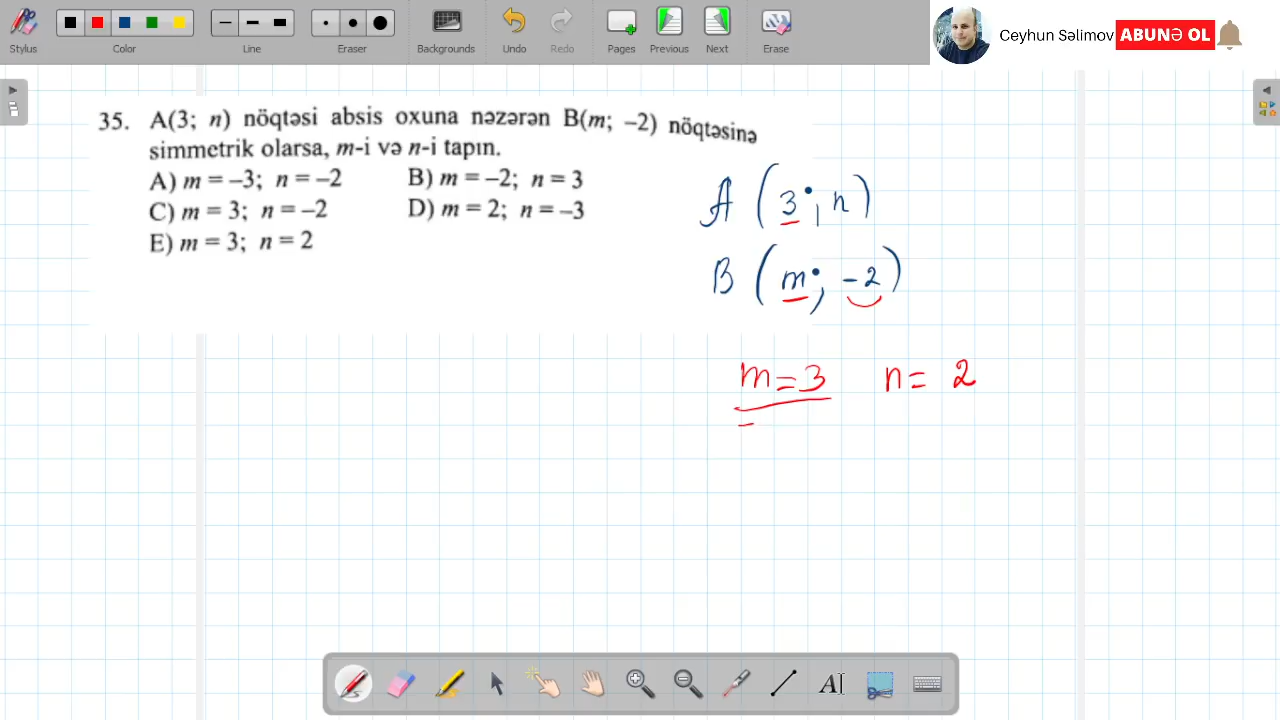 Stylus Color Line Eraser Backgrounds Undo Redo Pages Previous Next Erase
Ceyhun Səlimov ABUNƏ OL
35. A(3; n) nöqtəsi absis oxuna nəzərən B(m; –2) nöqtəsinə
simmetrik olarsa, m-i və n-i tapın.
A) m = –3; n = –2 B) m = –2; n = 3
C) m = 3; n = –2 D) m = 2; n = –3
E) m = 3; n = 2
A (3; n)
B (m; -2)
m = 3 n = 2